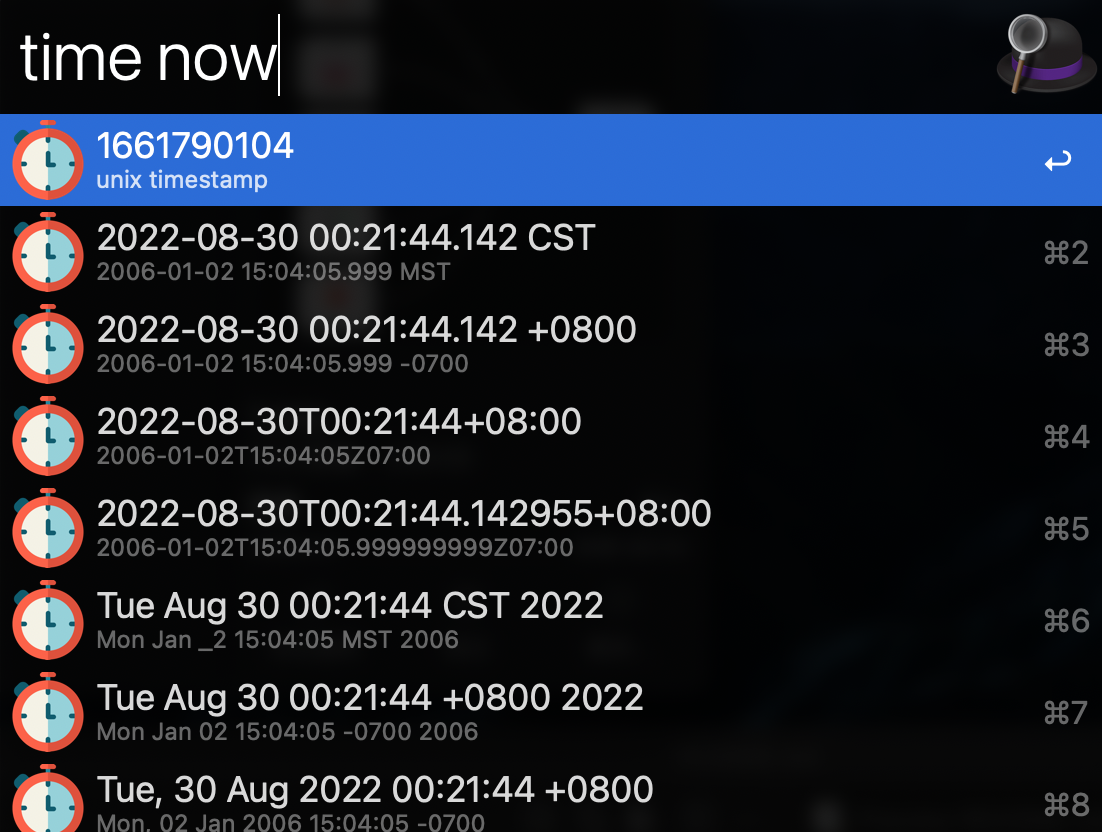 time now
1661790104
unix timestamp
2022-08-30 00:21:44.142 CST
⌘2
2006-01-02 15:04:05.999 MST
2022-08-30 00:21:44.142 +0800
⌘3
2006-01-02 15:04:05.999 -0700
2022-08-30T00:21:44+08:00
⌘4
2006-01-02T15:04:05Z07:00
2022-08-30T00:21:44.142955+08:00
⌘5
2006-01-02T15:04:05.999999999Z07:00
Tue Aug 30 00:21:44 CST 2022
⌘6
Mon Jan _2 15:04:05 MST 2006
Tue Aug 30 00:21:44 +0800 2022
⌘7
Mon Jan 02 15:04:05 -0700 2006
Tue, 30 Aug 2022 00:21:44 +0800
⌘8
Mon, 02 Jan 2006 15:04:05 -0700